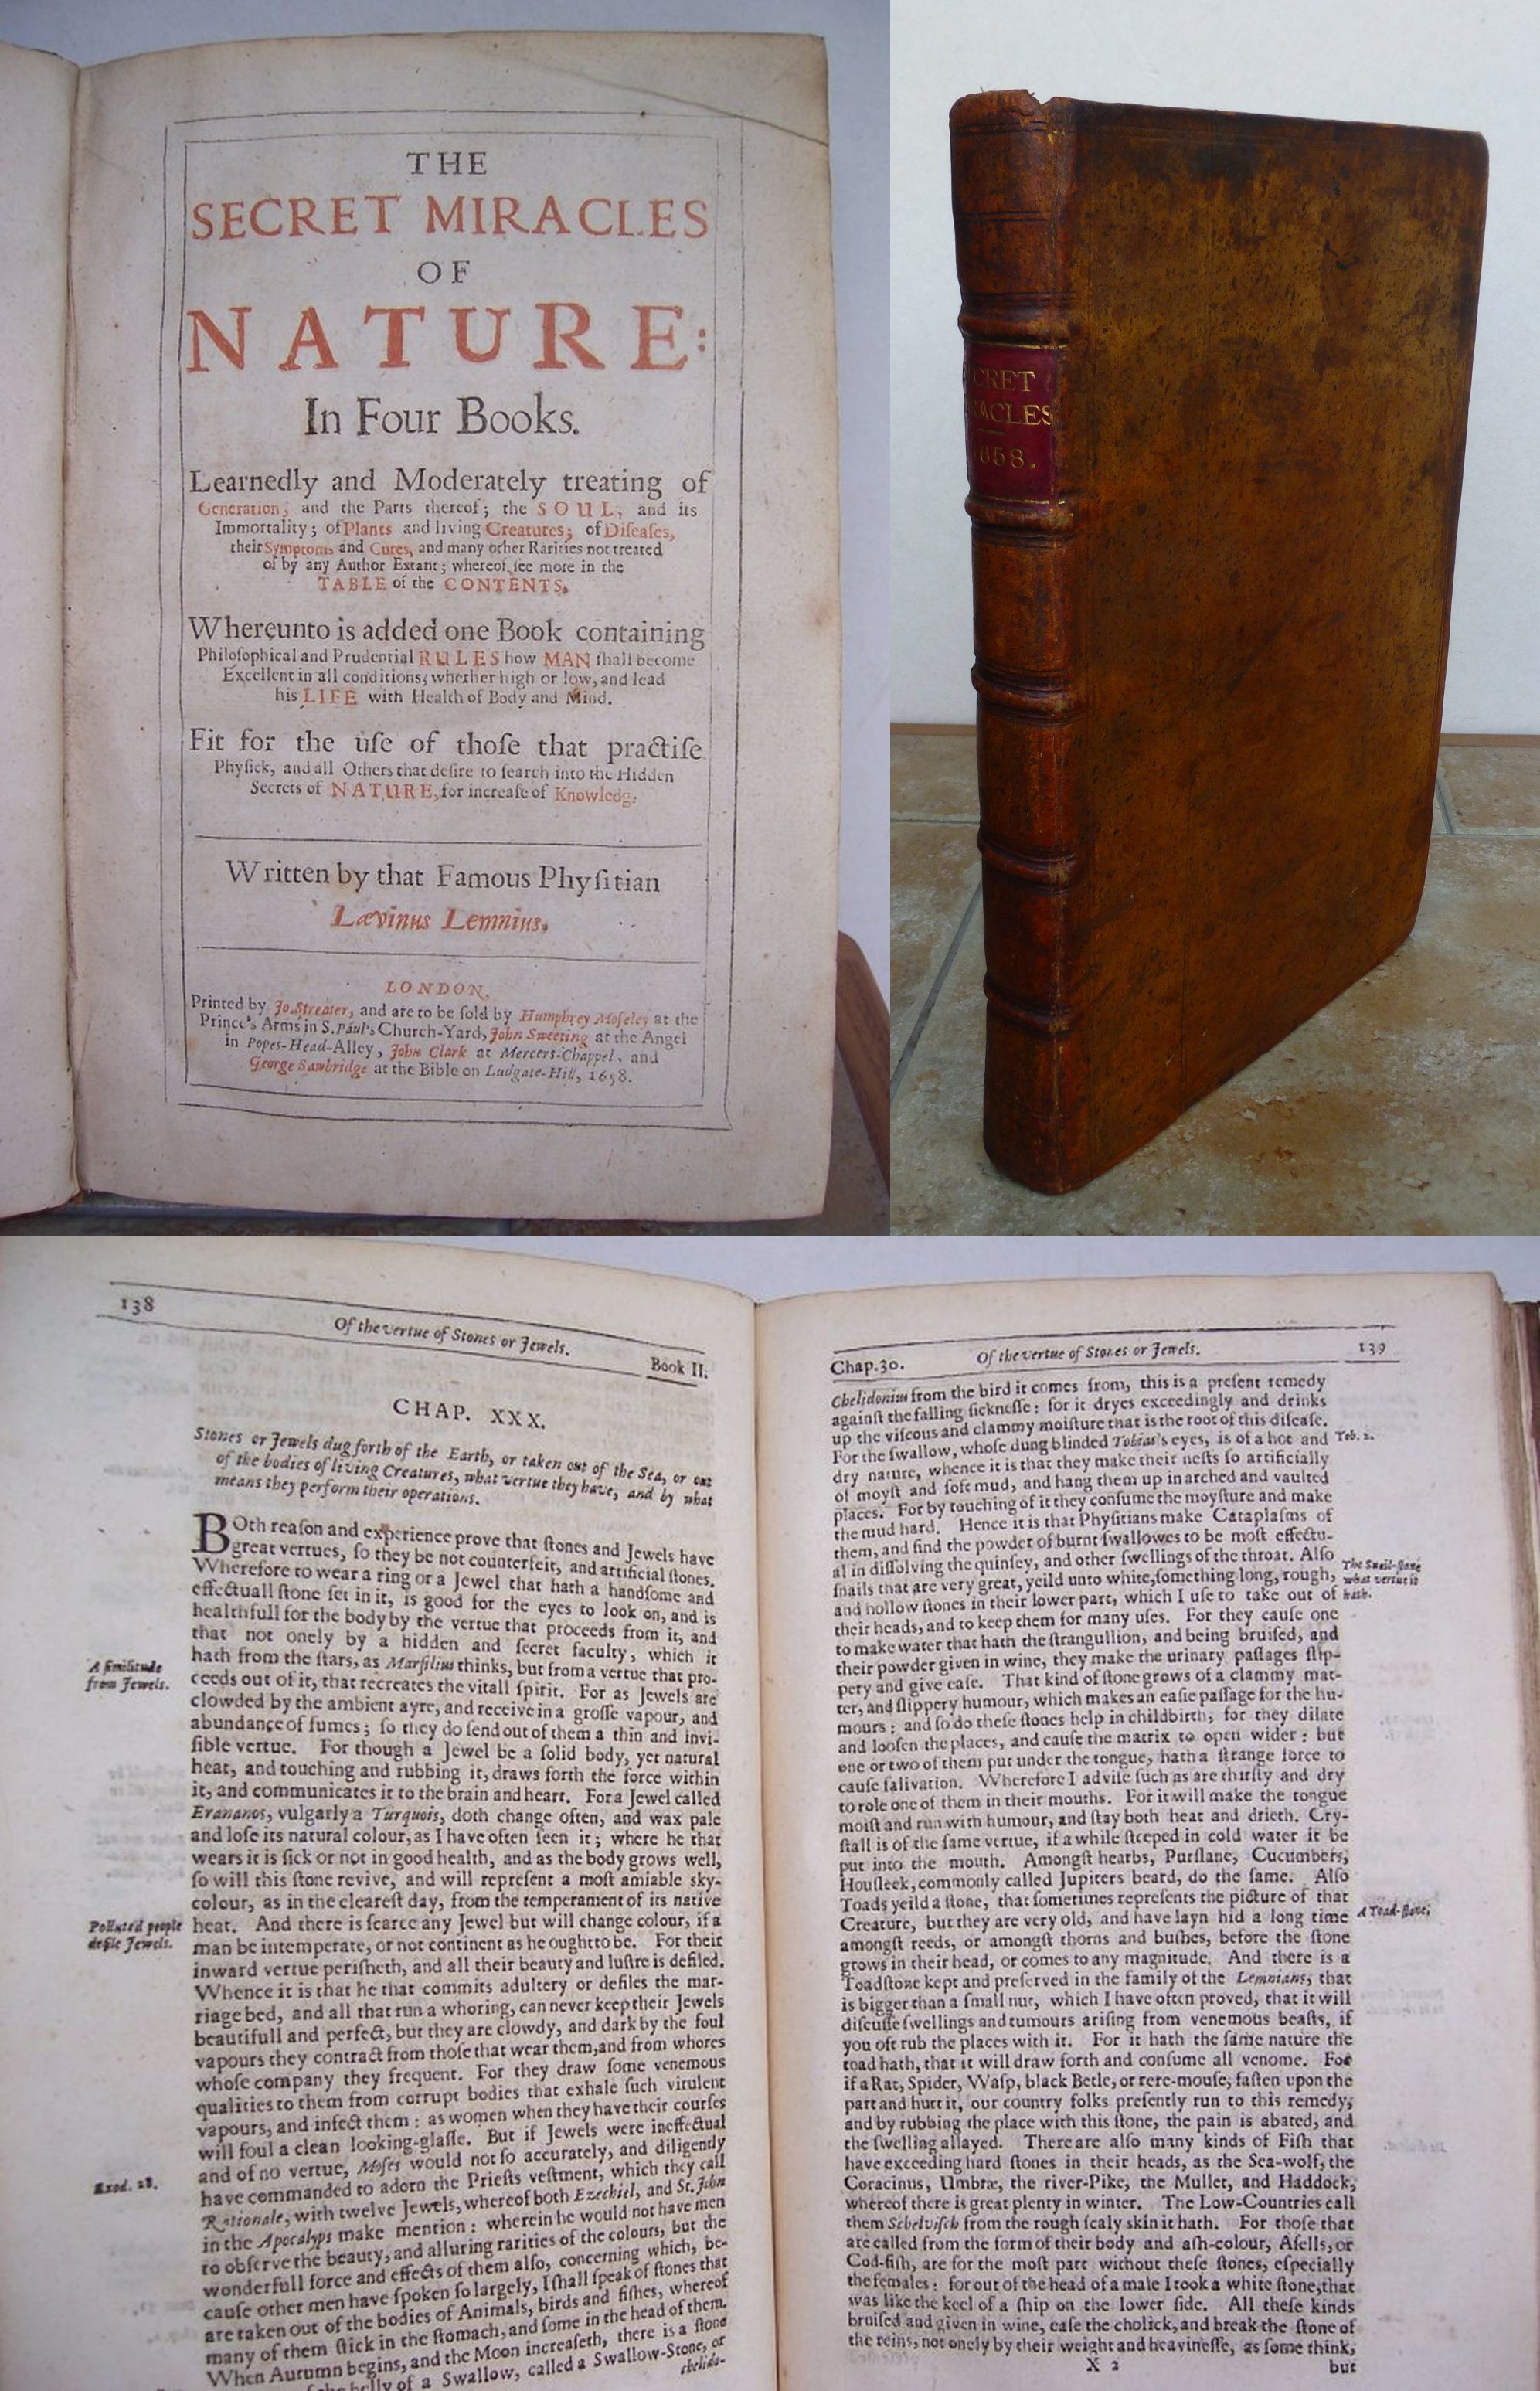 THE
SECRET MIRACLES
OF
NATURE:
In Four Books.
Learnedly and Moderately treating of
Generation, and the Parts thereof; the SOUL, and its
Immortality; of Plants and living Creatures; of Diſeaſes,
their Symptoms and Cures, and many other Rarities not treated
of by any Author Extant; whereof ſee more in the
TABLE of the CONTENTS.
Whereunto is added one Book containing
Philoſophical and Prudential RULES how MAN ſhall become
Excellent in all conditions; whether high or low, and lead
his LIFE with Health of Body and Mind.
Fit for the uſe of thoſe that practiſe
Phyſick, and all Others that deſire to ſearch into the Hidden
Secrets of NATURE, for increaſe of Knowledg.
Written by that Famous Phyſitian
Lævinus Lemnius.
LONDON,
Printed by Jo. Streater, and are to be ſold by Humphrey Moſeley at the
Prince's Arms in S. Paul's Church-Yard, John Sweeting at the Angel
in Popes-Head-Alley, John Clark at Mercers-Chappel, and
George Sawbridge at the Bible on Ludgate-Hill, 1658.
CRET
ACLES
658.
138
Of the vertue of Stones or Jewels.
Book II.
CHAP. XXX.
Stones or Jewels dug forth of the Earth, or taken out of the Sea, or out
of the bodies of living Creatures, what vertue they have, and by what
means they perform their operations.
BOth reaſon and experience prove that ſtones and Jewels have
great vertues, ſo they be not counterfeit, and artificial ſtones.
Wherefore to wear a ring or a Jewel that hath a handſome and
effectuall ſtone ſet in it, is good for the eyes to look on, and is
healthfull for the body by the vertue that proceeds from it, and
that not onely by a hidden and ſecret faculty, which it
hath from the ſtars, as Marſilius thinks, but from a vertue that pro-
A ſimilitude
from Jewels.
ceeds out of it, that recreates the vitall ſpirit. For as Jewels are
clowded by the ambient ayre, and receive in a groſſe vapour, and
abundance of fumes; ſo they do ſend out of them a thin and invi-
ſible vertue. For though a Jewel be a ſolid body, yet natural
heat, and touching and rubbing it, draws forth the force within
it, and communicates it to the brain and heart. For a Jewel called
Erananos, vulgarly a Turquois, doth change often, and wax pale
and loſe its natural colour, as I have often ſeen it; where he that
wears it is ſick or not in good health, and as the body grows well,
ſo will this ſtone revive, and will repreſent a moſt amiable sky-
colour, as in the cleareſt day, from the temperament of its native
Polluted people
defile Jewels.
heat. And there is ſcarce any Jewel but will change colour, if a
man be intemperate, or not continent as he ought to be. For their
inward vertue periſheth, and all their beauty and luſtre is defiled.
Whence it is that he that commits adultery or defiles the mar-
riage bed, and all that run a whoring, can never keep their Jewels
beautifull and perfect, but they are clowdy, and dark by the foul
vapours they contract from thoſe that wear them, and from whores
whoſe company they frequent. For they draw ſome venemous
qualities to them from corrupt bodies that exhale ſuch virulent
vapours, and infect them: as women when they have their courſes
will foul a clean looking-glaſſe. But if Jewels were ineffectual
and of no vertue, Moſes would not ſo accurately, and diligently
Exod. 28.
have commanded to adorn the Prieſts veſtment, which they call
Rationale, with twelve Jewels, whereof both Ezechiel, and St. John
in the Apocalyps make mention: wherein he would not have men
to obſerve the beauty, and alluring rarities of the colours, but the
wonderfull force and effects of them alſo, concerning which, be-
cauſe other men have ſpoken ſo largely, I ſhall ſpeak of ſtones that
are taken out of the bodies of Animals, birds and fiſhes, whereof
many of them ſtick in the ſtomach, and ſome in the head of them.
When Autumn begins, and the Moon increaſeth, there is a ſtone
belly of a Swallow, called a Swallow-Stone, or
chelido-
139
Chap. 30.
Of the vertue of Stones or Jewels.
Chelidonius from the bird it comes from, this is a preſent remedy
againſt the falling ſickneſſe: for it dryes exceedingly and drinks
up the viſcous and clammy moiſture that is the root of this diſeaſe.
For the ſwallow, whoſe dung blinded Tobias's eyes, is of a hot and
Tob. 2.
dry nature, whence it is that they make their neſts ſo artificially
of moyſt and ſoft mud, and hang them up in arched and vaulted
places. For by touching of it they conſume the moyſture and make
the mud hard. Hence it is that Phyſitians make Cataplaſms of
them, and find the powder of burnt ſwallowes to be moſt effectu-
al in diſſolving the quinſey, and other ſwellings of the throat. Alſo
The Snail-ſtone
what vertue it
hath.
ſnails that are very great, yeild unto white, ſomething long, rough,
and hollow ſtones in their lower part, which I uſe to take out of
their heads, and to keep them for many uſes. For they cauſe one
to make water that hath the ſtrangullion, and being bruiſed, and
their powder given in wine, they make the urinary paſſages ſlip-
pery and give eaſe. That kind of ſtone grows of a clammy mat-
ter, and ſlippery humour, which makes an eaſie paſſage for the hu-
mours: and ſo do theſe ſtones help in childbirth; for they dilate
and looſen the places, and cauſe the matrix to open wider: but
one or two of them put under the tongue, hath a ſtrange force to
cauſe ſalivation. Wherefore I adviſe ſuch as are thirſty and dry
to role one of them in their mouths. For it will make the tongue
moiſt and run with humour, and ſtay both heat and drieth. Cry-
ſtall is of the ſame vertue, if a while ſteeped in cold water it be
put into the mouth. Amongſt hearbs, Purſlane, Cucumbers,
Houſleek, commonly called Jupiters beard, do the ſame. Alſo
Toads yeild a ſtone, that ſometimes repreſents the picture of that
A Toad-ſtone;
Creature, but they are very old, and have layn hid a long time
amongſt reeds, or amongſt thorns and buſhes, before the ſtone
grows in their head, or comes to any magnitude. And there is a
Toadſtone kept and preſerved in the family of the Lemnians, that
is bigger than a ſmall nut, which I have often proved, that it will
diſcuſſe ſwellings and tumours ariſing from venemous beaſts, if
you oft rub the places with it. For it hath the ſame nature the
toad hath, that it will draw forth and conſume all venome. For
if a Rat, Spider, Waſp, black Betle, or rere-mouſe, faſten upon the
part and hurt it, our country folks preſently run to this remedy;
and by rubbing the place with this ſtone, the pain is abated, and
the ſwelling allayed. There are alſo many kinds of Fiſh that
have exceeding hard ſtones in their heads, as the Sea-wolf, the
Coracinus, Umbræ, the river-Pike, the Mullet, and Haddock,
whereof there is great plenty in winter. The Low-Countries call
them Schelviſch from the rough ſcaly skin it hath. For thoſe that
are called from the form of their body and aſh-colour, Aſells, or
Cod-fiſh, are for the moſt part without theſe ſtones, eſpecially
the females: for out of the head of a male I took a white ſtone, that
was like the keel of a ſhip on the lower ſide. All theſe kinds
bruiſed and given in wine, eaſe the cholick, and break the ſtone of
the reins, not onely by their weight and heavineſſe, as ſome think,
X 2
but